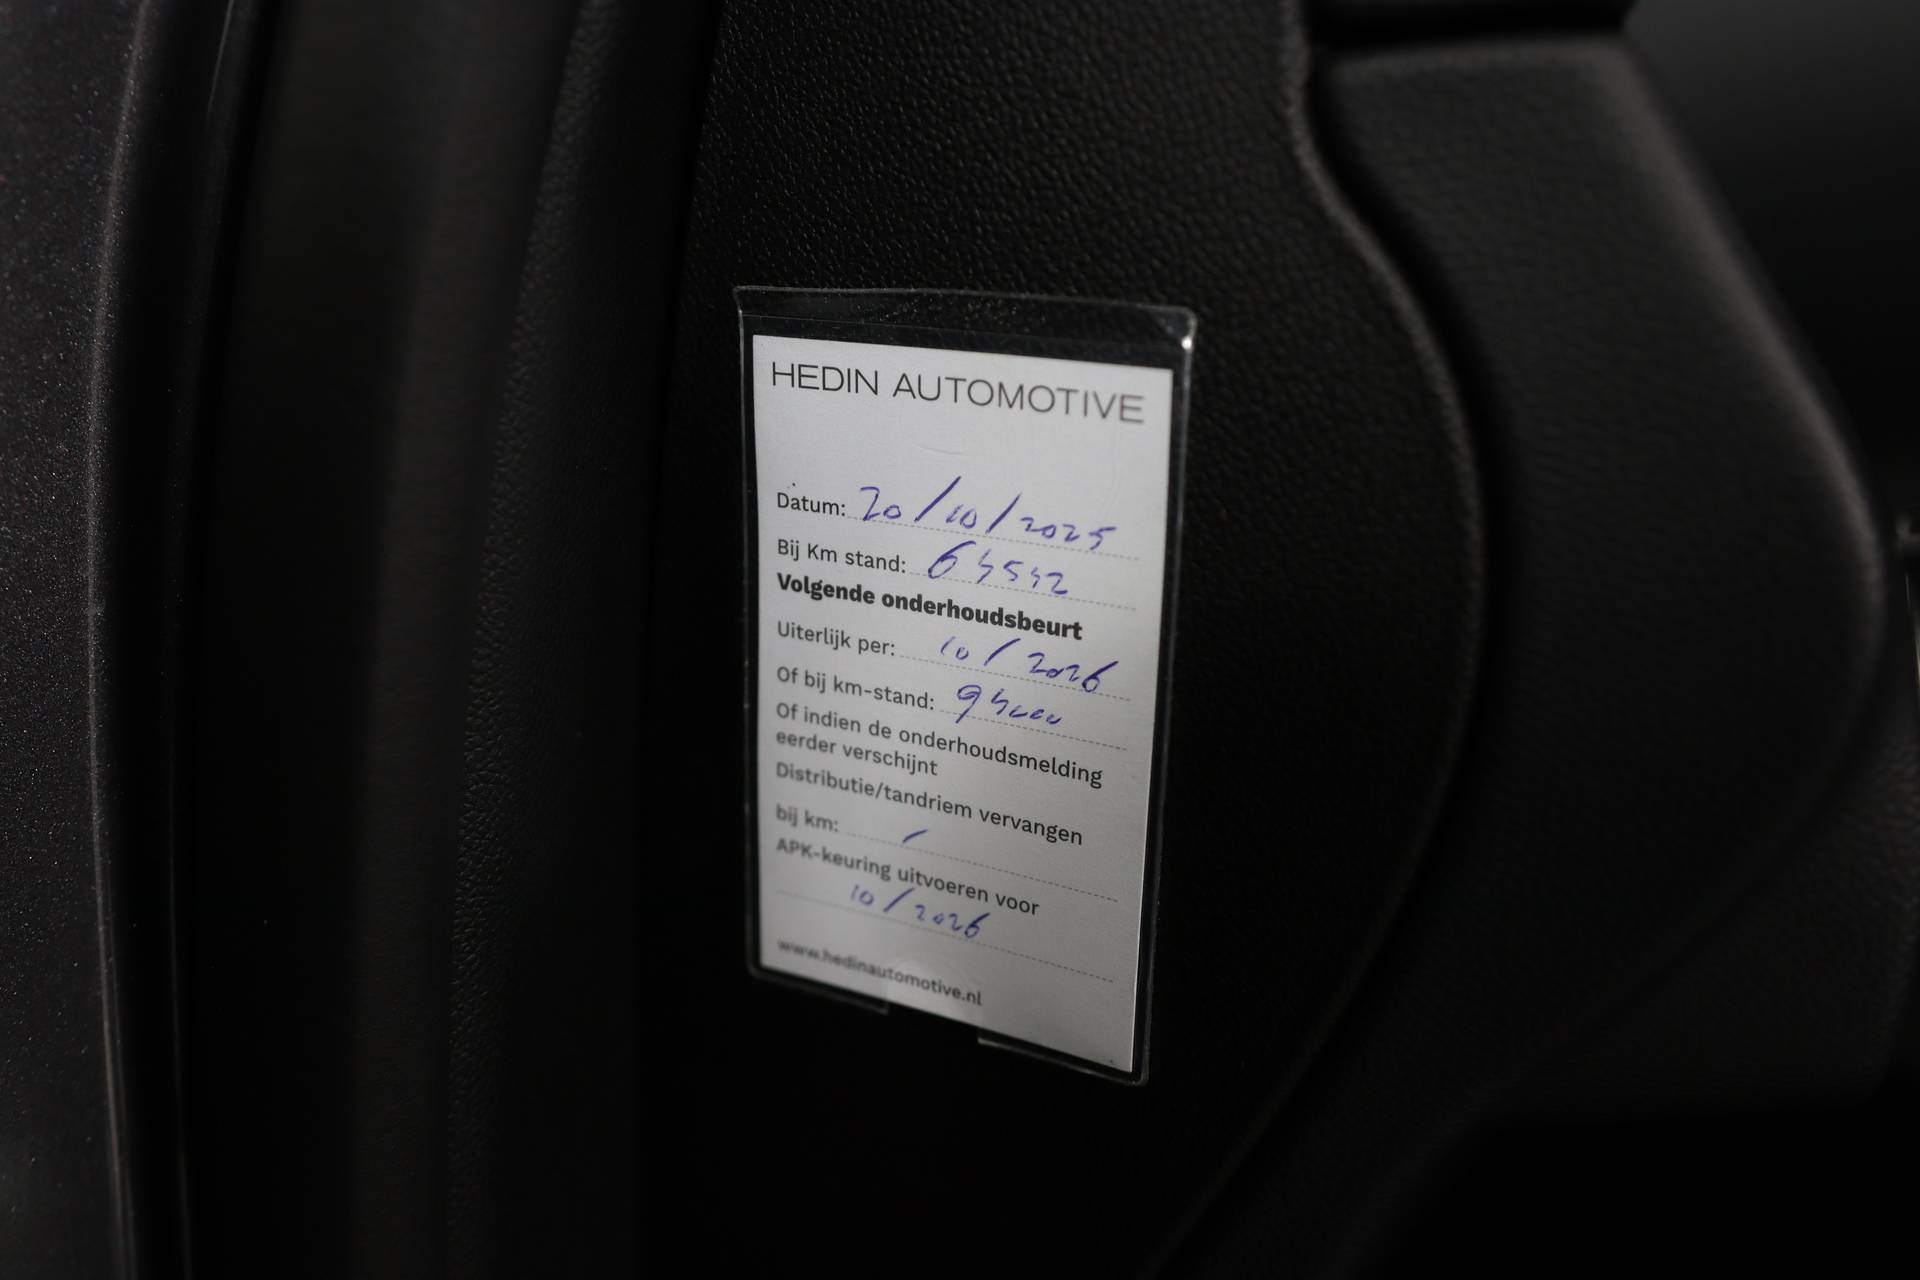 HEDIN AUTOMOTIVE
Datum: 20/10/2025
Bij Km stand: 64542
Volgende onderhoudsbeurt
Uiterlijk per: 10/2026
Of bij km-stand: 94000
Of indien de onderhoudsmelding
eerder verschijnt
Distributie/tandriem vervangen
bij km: /
APK-keuring uitvoeren voor
10/2026
www.hedinautomotive.nl